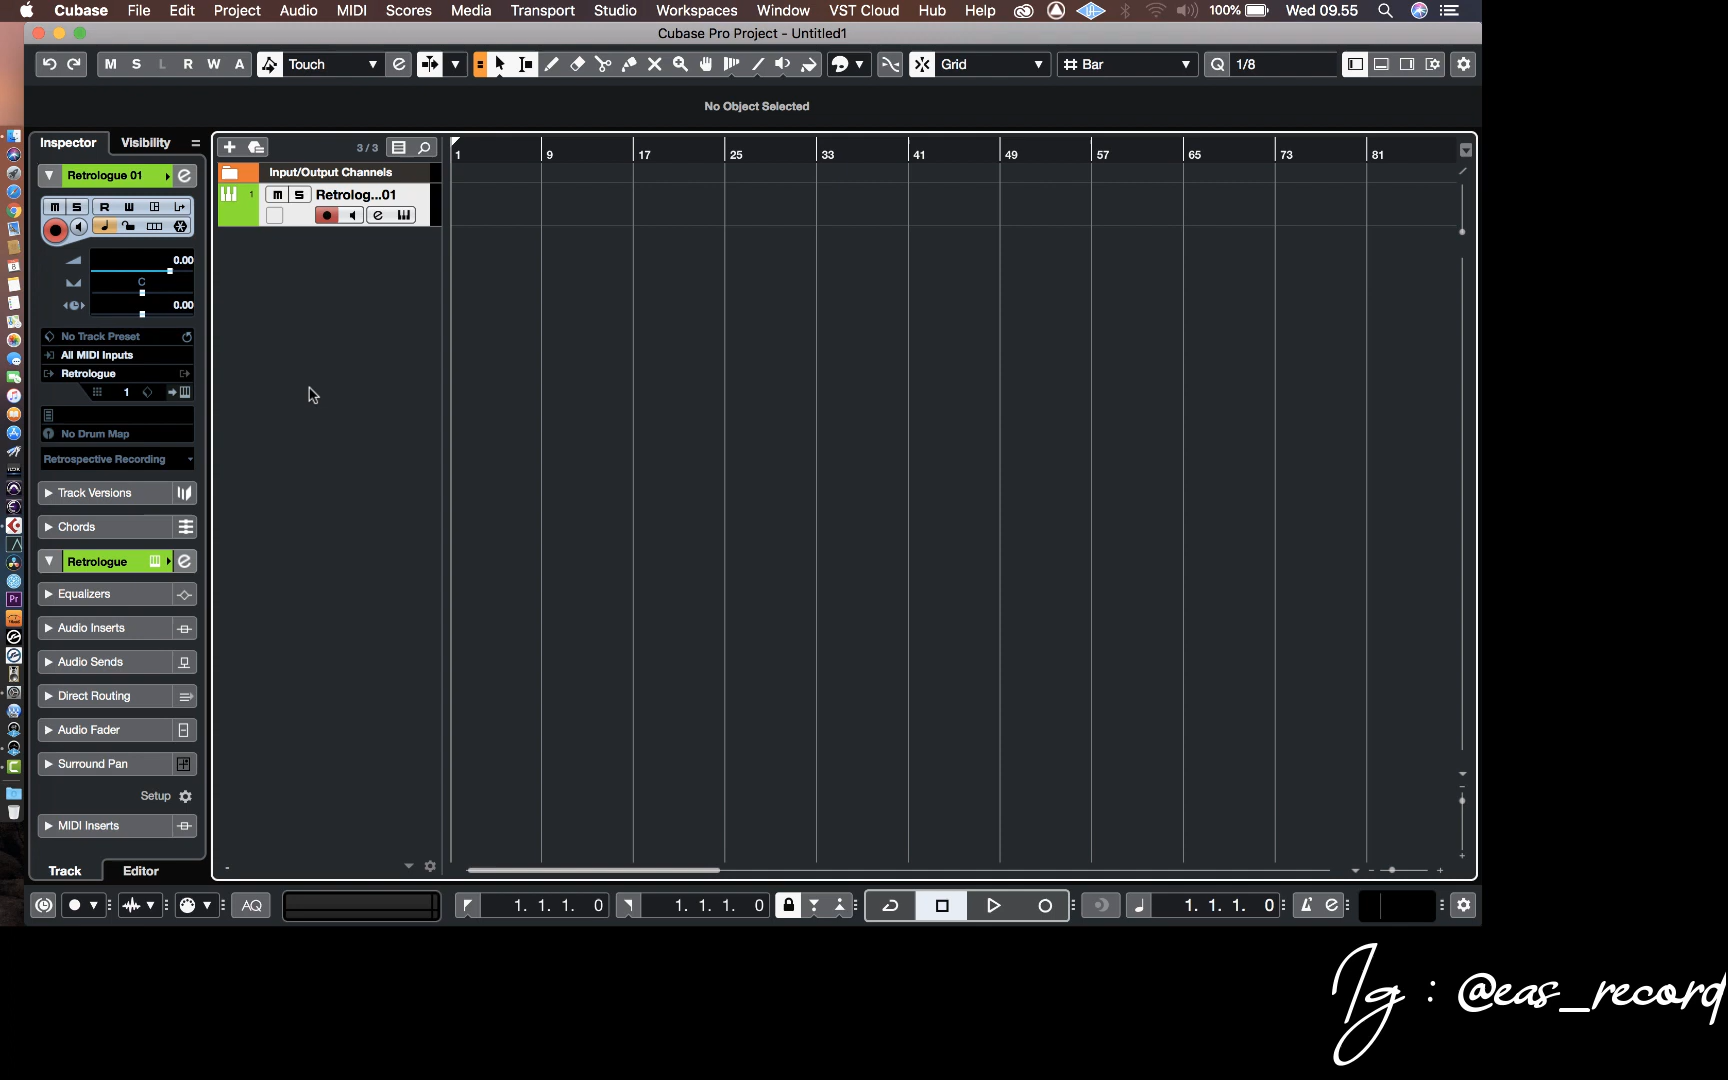 Cubase File Edit Project Audio MIDI Scores Media Transport Studio Workspaces Window VST Cloud Hub Help 100% Wed 09.55
Cubase Pro Project - Untitled1
M S L R W A Touch Grid Bar Q 1/8
No Object Selected
Inspector Visibility
3 / 3
1 9 17 25 33 41 49 57 65 73 81
Retrologue 01
Input/Output Channels
1 M S Retrolog...01
M S R W
0.00
C
0.00
No Track Preset
All MIDI Inputs
Retrologue
1
No Drum Map
Retrospective Recording
Track Versions
Chords
Retrologue
Equalizers
Audio Inserts
Audio Sends
Pr
Direct Routing
Audio Fader
Surround Pan
Setup
MIDI Inserts
Track Editor
AQ 1. 1. 1. 0 1. 1. 1. 0 1. 1. 1. 0
Ig : @eas_record